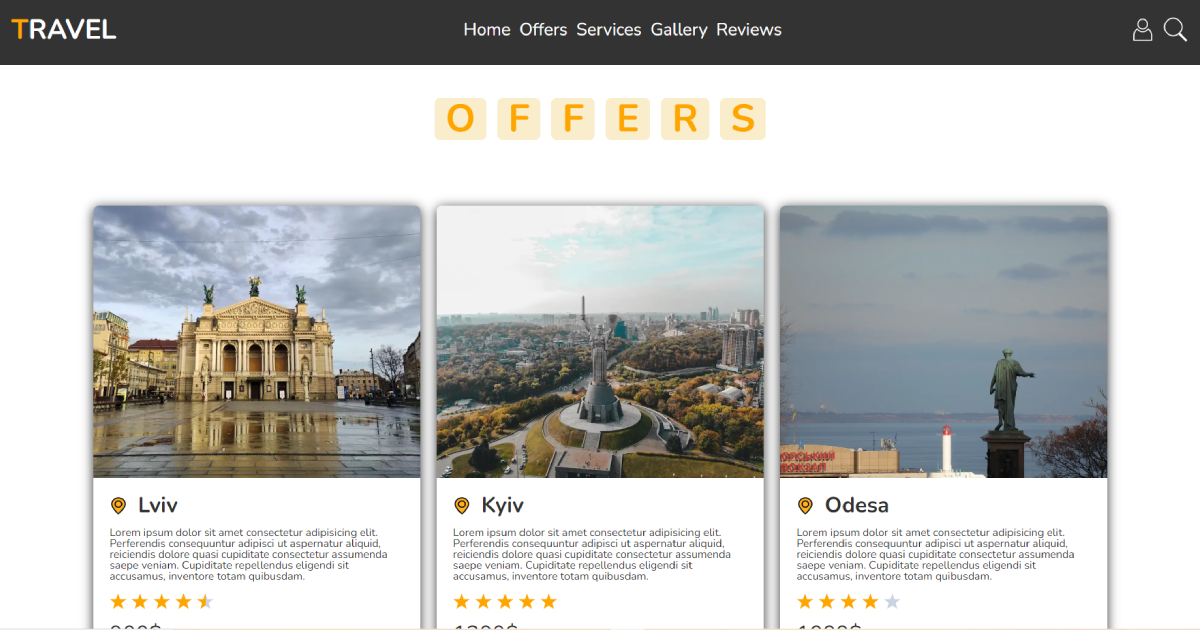 TRAVEL
Home Offers Services Gallery Reviews
OFFERS
Lviv
Lorem ipsum dolor sit amet consectetur adipisicing elit.
Perferendis consequuntur adipisci ut aspernatur aliquid,
reiciendis dolore quasi cupiditate consectetur assumenda
saepe veniam. Cupiditate repellendus eligendi sit
accusamus, inventore totam quibusdam.
Kyiv
Lorem ipsum dolor sit amet consectetur adipisicing elit.
Perferendis consequuntur adipisci ut aspernatur aliquid,
reiciendis dolore quasi cupiditate consectetur assumenda
saepe veniam. Cupiditate repellendus eligendi sit
accusamus, inventore totam quibusdam.
ВОКЗАЛ
Odesa
Lorem ipsum dolor sit amet consectetur adipisicing elit.
Perferendis consequuntur adipisci ut aspernatur aliquid,
reiciendis dolore quasi cupiditate consectetur assumenda
saepe veniam. Cupiditate repellendus eligendi sit
accusamus, inventore totam quibusdam.